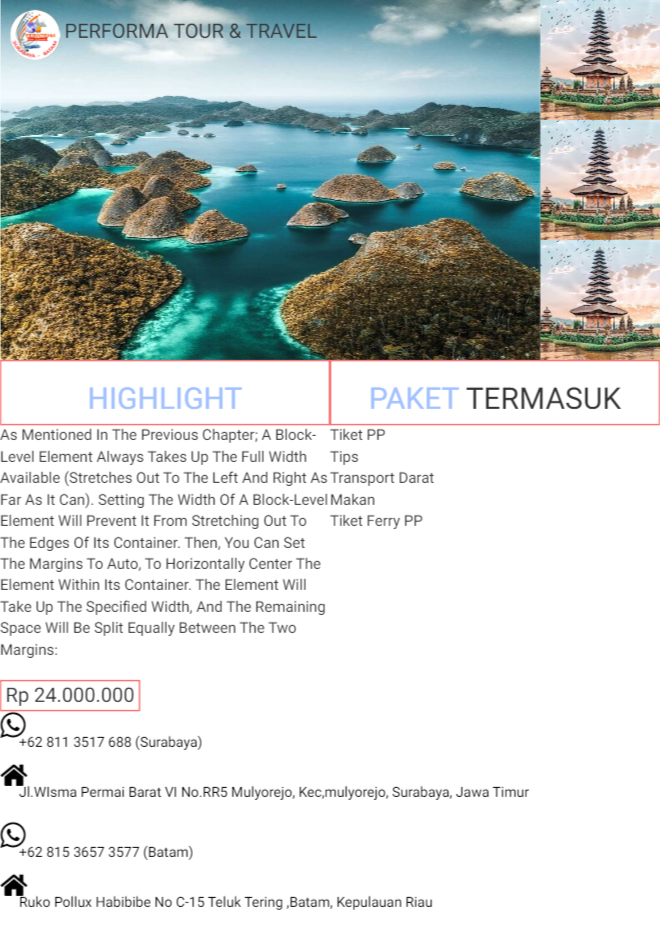 PERFORMA TOUR & TRAVEL
HIGHLIGHT
PAKET TERMASUK
As Mentioned In The Previous Chapter; A Block-
Level Element Always Takes Up The Full Width
Available (Stretches Out To The Left And Right As
Far As It Can). Setting The Width Of A Block-Level
Element Will Prevent It From Stretching Out To
The Edges Of Its Container. Then, You Can Set
The Margins To Auto, To Horizontally Center The
Element Within Its Container. The Element Will
Take Up The Specified Width, And The Remaining
Space Will Be Split Equally Between The Two
Margins:
Tiket PP
Tips
Transport Darat
Makan
Tiket Ferry PP
Rp 24.000.000
+62 811 3517 688 (Surabaya)
Jl.WIsma Permai Barat VI No.RR5 Mulyorejo, Kec,mulyorejo, Surabaya, Jawa Timur
+62 815 3657 3577 (Batam)
Ruko Pollux Habibibe No C-15 Teluk Tering ,Batam, Kepulauan Riau